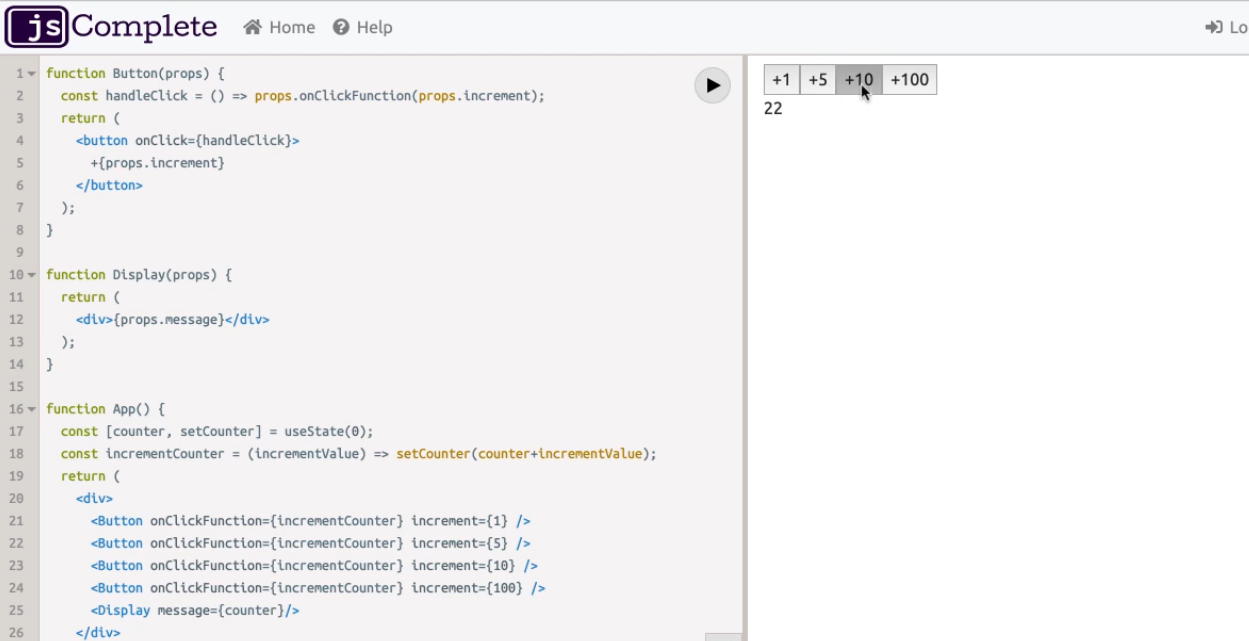 jsComplete Home Help Lo
1 function Button(props) {
2   const handleClick = () => props.onClickFunction(props.increment);
3   return (
4     <button onClick={handleClick}>
5       +{props.increment}
6     </button>
7   );
8 }
9
10 function Display(props) {
11   return (
12     <div>{props.message}</div>
13   );
14 }
15
16 function App() {
17   const [counter, setCounter] = useState(0);
18   const incrementCounter = (incrementValue) => setCounter(counter+incrementValue);
19   return (
20     <div>
21       <Button onClickFunction={incrementCounter} increment={1} />
22       <Button onClickFunction={incrementCounter} increment={5} />
23       <Button onClickFunction={incrementCounter} increment={10} />
24       <Button onClickFunction={incrementCounter} increment={100} />
25       <Display message={counter}/>
26     </div>
+1 +5 +10 +100
22